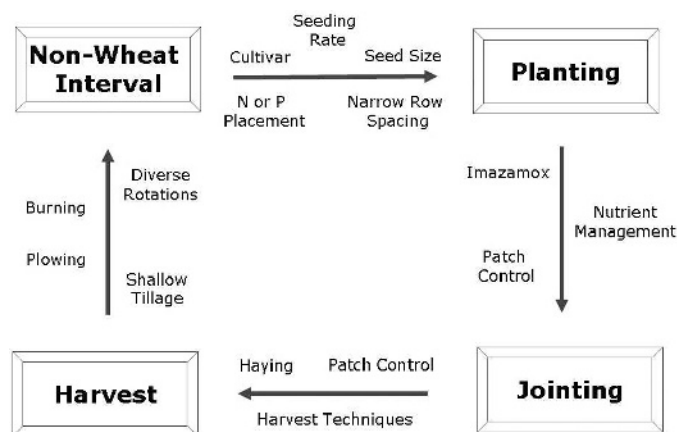 Non-Wheat
Interval
Seeding
Rate
Cultivar
Seed Size
N or P
Placement
Narrow Row
Spacing
Planting
Diverse
Rotations
Burning
Plowing
Shallow
Tillage
Imazamox
Nutrient
Management
Patch
Control
Harvest
Haying
Patch Control
Harvest Techniques
Jointing